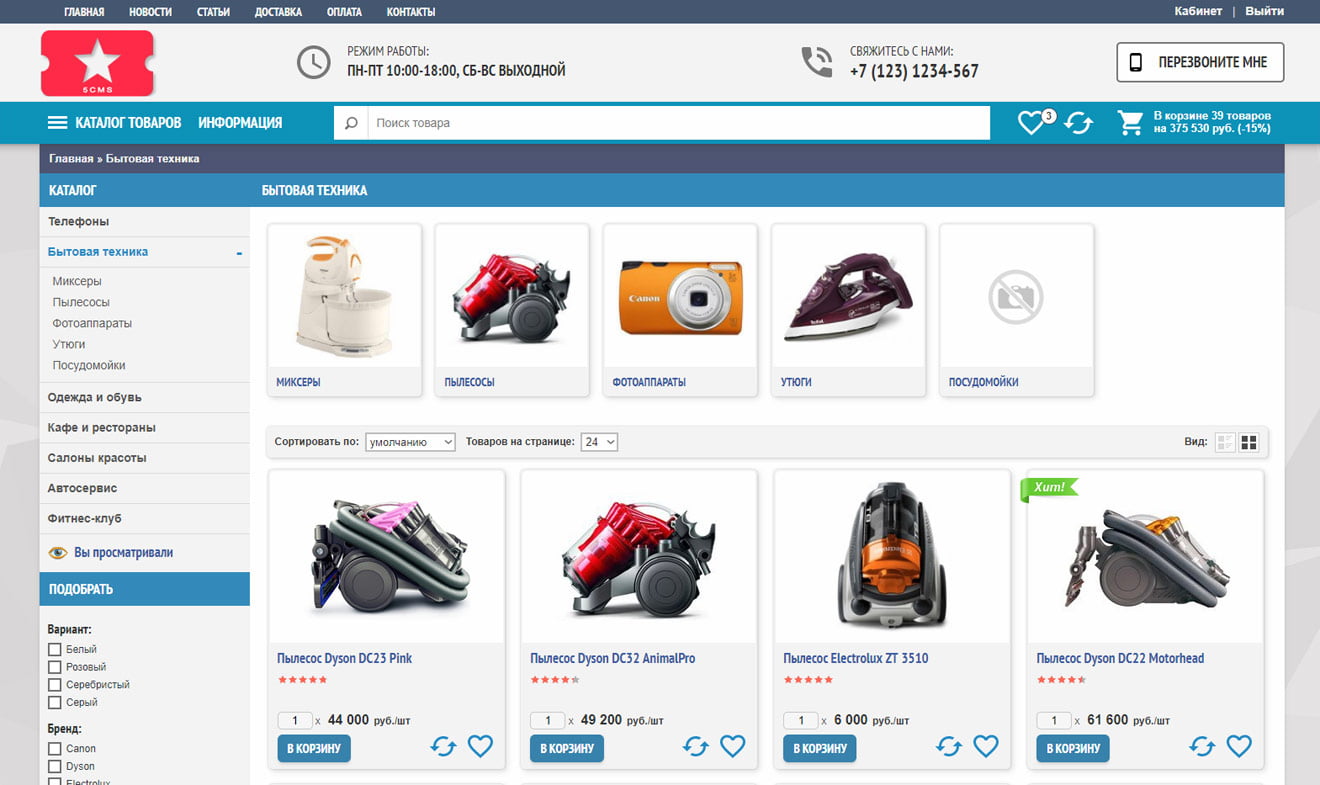 ГЛАВНАЯ НОВОСТИ СТАТЬИ ДОСТАВКА ОПЛАТА КОНТАКТЫ Кабинет | Выйти
5CMS
РЕЖИМ РАБОТЫ:
ПН-ПТ 10:00-18:00, СБ-ВС ВЫХОДНОЙ
СВЯЖИТЕСЬ С НАМИ:
+7 (123) 1234-567
ПЕРЕЗВОНИТЕ МНЕ
КАТАЛОГ ТОВАРОВ ИНФОРМАЦИЯ
Поиск товара
3
В корзине 39 товаров
на 375 530 руб. (-15%)
Главная » Бытовая техника
КАТАЛОГ
Телефоны
Бытовая техника -
Миксеры
Пылесосы
Фотоаппараты
Утюги
Посудомойки
Одежда и обувь
Кафе и рестораны
Салоны красоты
Автосервис
Фитнес-клуб
Вы просматривали
ПОДОБРАТЬ
Вариант:
Белый
Розовый
Серебристый
Серый
Бренд:
Canon
Dyson
Electrolux
БЫТОВАЯ ТЕХНИКА
Canon
Tefal
МИКСЕРЫ ПЫЛЕСОСЫ ФОТОАППАРАТЫ УТЮГИ ПОСУДОМОЙКИ
Сортировать по: умолчанию Товаров на странице: 24 Вид:
Хит!
Пылесос Dyson DC23 Pink
1 x 44 000 руб./шт
В КОРЗИНУ
Пылесос Dyson DC32 AnimalPro
1 x 49 200 руб./шт
В КОРЗИНУ
Пылесос Electrolux ZT 3510
1 x 6 000 руб./шт
В КОРЗИНУ
Пылесос Dyson DC22 Motorhead
1 x 61 600 руб./шт
В КОРЗИНУ